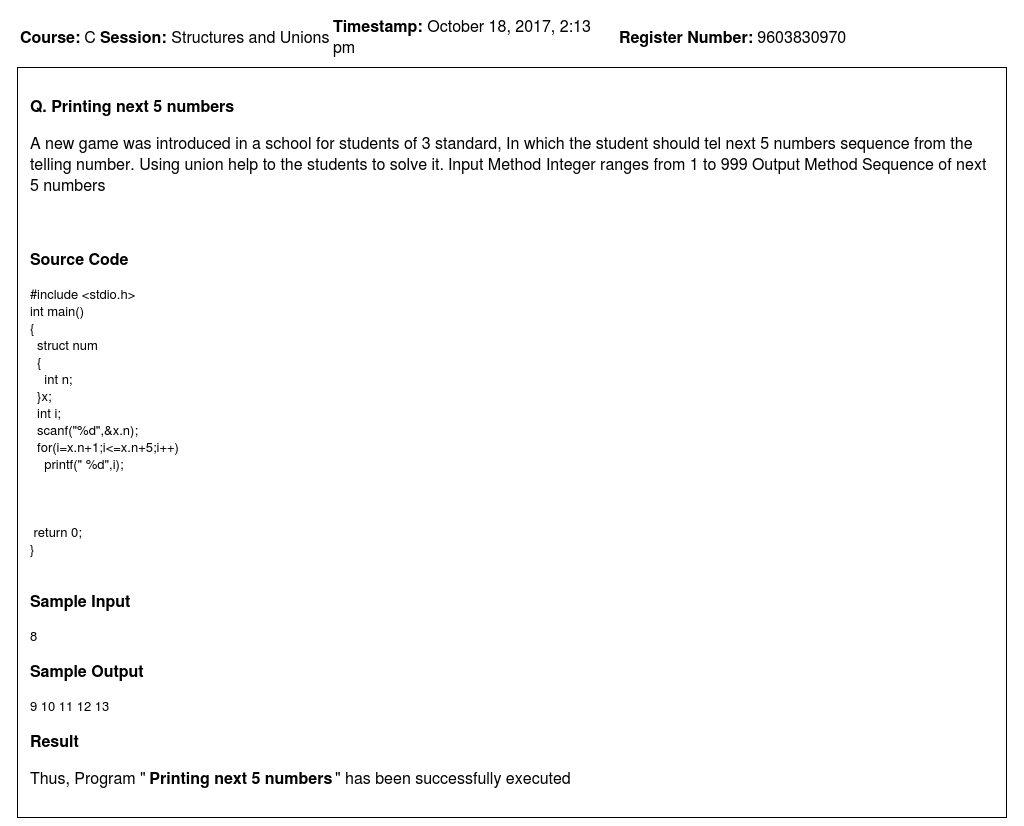 Course: C Session: Structures and Unions Timestamp: October 18, 2017, 2:13 pm Register Number: 9603830970
Q. Printing next 5 numbers
A new game was introduced in a school for students of 3 standard, In which the student should tel next 5 numbers sequence from the
telling number. Using union help to the students to solve it. Input Method Integer ranges from 1 to 999 Output Method Sequence of next
5 numbers
Source Code
#include <stdio.h>
int main()
{
  struct num
  {
    int n;
  }x;
  int i;
  scanf("%d",&x.n);
  for(i=x.n+1;i<=x.n+5;i++)
    printf(" %d",i);
 return 0;
}
Sample Input
8
Sample Output
9 10 11 12 13
Result
Thus, Program " Printing next 5 numbers " has been successfully executed